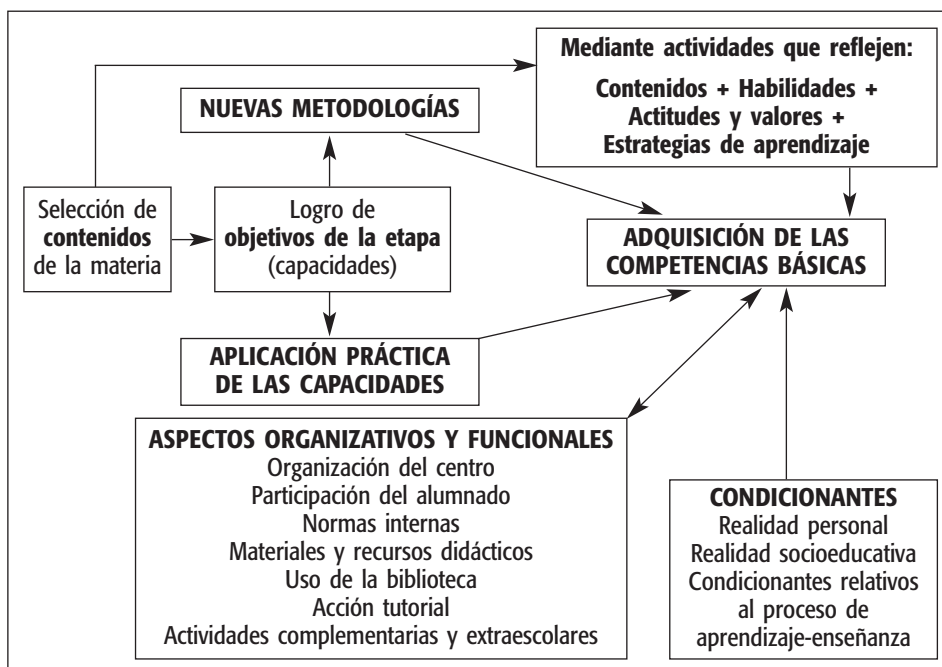 Mediante actividades que reflejen:
Contenidos + Habilidades +
Actitudes y valores +
Estrategias de aprendizaje
NUEVAS METODOLOGÍAS
Selección de
contenidos
de la materia
Logro de
objetivos de la etapa
(capacidades)
ADQUISICIÓN DE LAS
COMPETENCIAS BÁSICAS
APLICACIÓN PRÁCTICA
DE LAS CAPACIDADES
ASPECTOS ORGANIZATIVOS Y FUNCIONALES
Organización del centro
Participación del alumnado
Normas internas
Materiales y recursos didácticos
Uso de la biblioteca
Acción tutorial
Actividades complementarias y extraescolares
CONDICIONANTES
Realidad personal
Realidad socioeducativa
Condicionantes relativos
al proceso de
aprendizaje-enseñanza